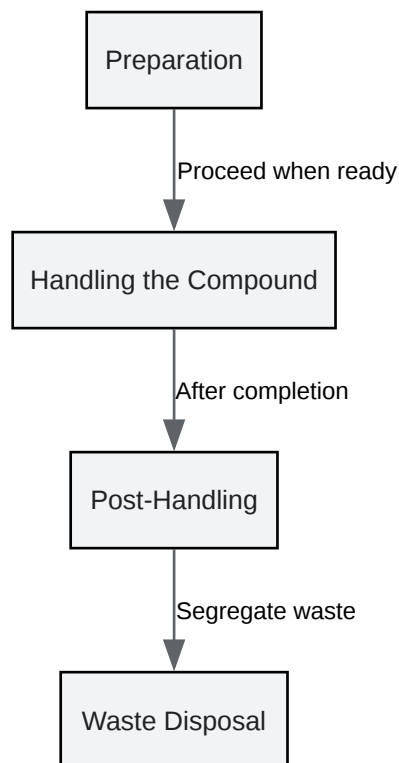 Preparation
Proceed when ready
Handling the Compound
After completion
Post-Handling
Segregate waste
Waste Disposal